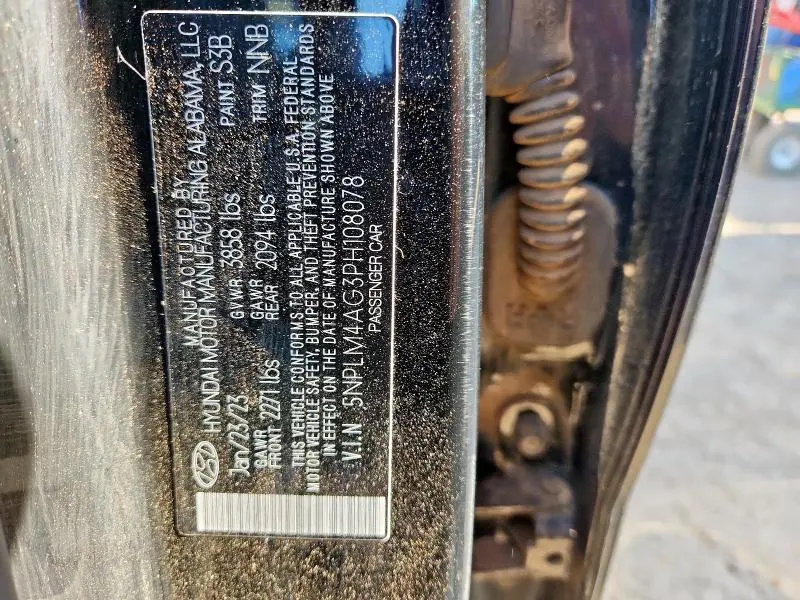 MANUFACTURED BY
HYUNDAI MOTOR MANUFACTURING ALABAMA, LLC
Jan/23/23 GVWR 3858 lbs PAINT S3B
GAWR FRONT 2271 lbs GAWR REAR 2094 lbs TRIM NNB
THIS VEHICLE CONFORMS TO ALL APPLICABLE U.S.A. FEDERAL
MOTOR VEHICLE SAFETY, BUMPER, AND THEFT PREVENTION STANDARDS
IN EFFECT ON THE DATE OF MANUFACTURE SHOWN ABOVE
V.I.N 5NPLM4AG3PH108078
PASSENGER CAR